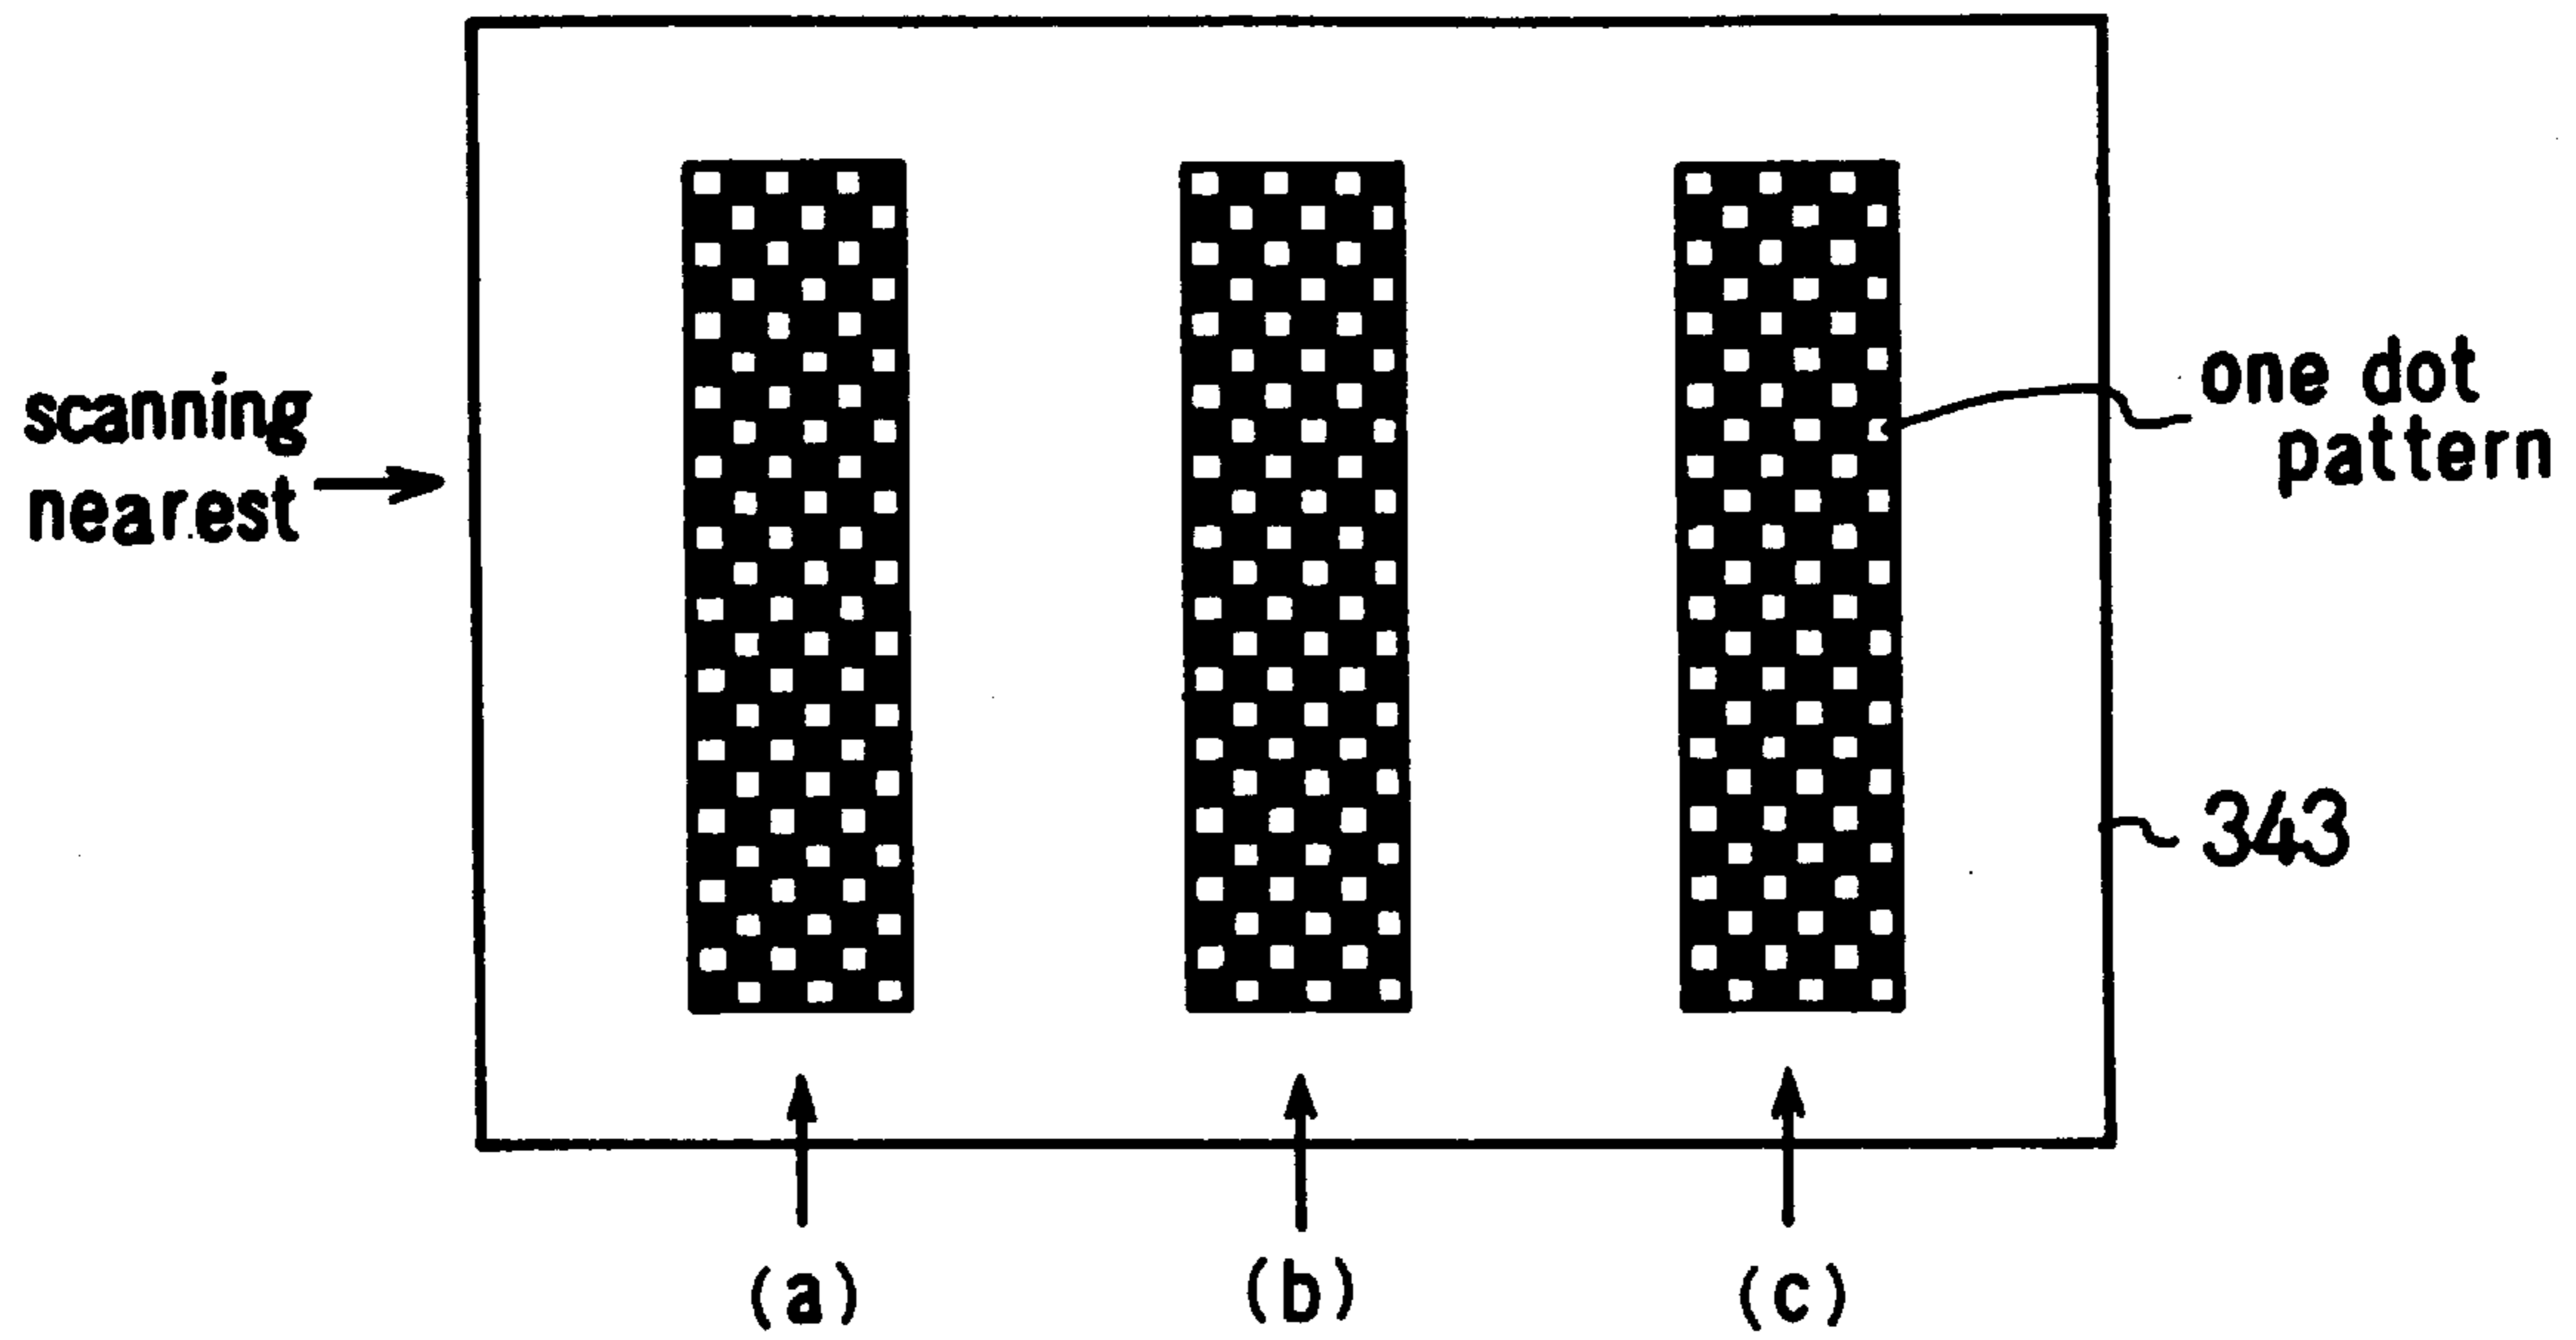 scanning
nearest
one dot
pattern
343
(a)
(b)
(c)